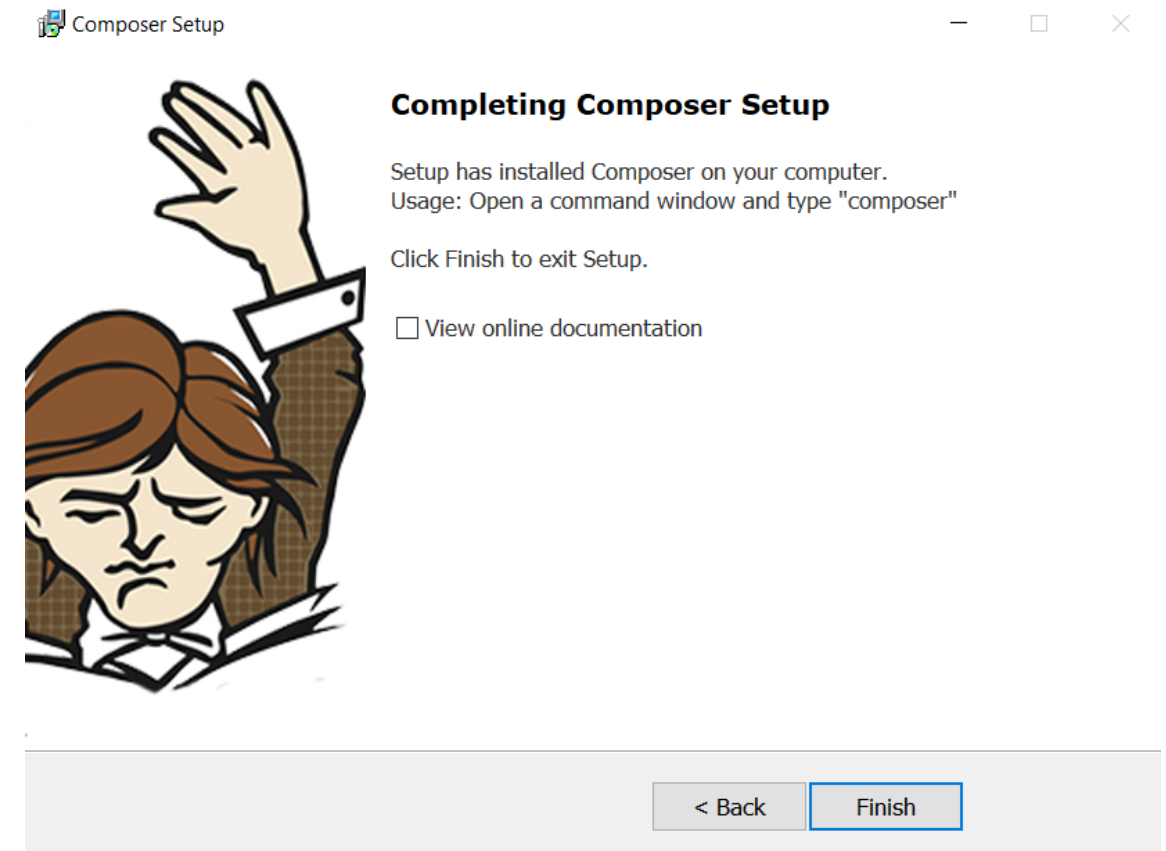 Composer Setup
Completing Composer Setup
Setup has installed Composer on your computer.
Usage: Open a command window and type "composer"
Click Finish to exit Setup.
View online documentation
< Back
Finish